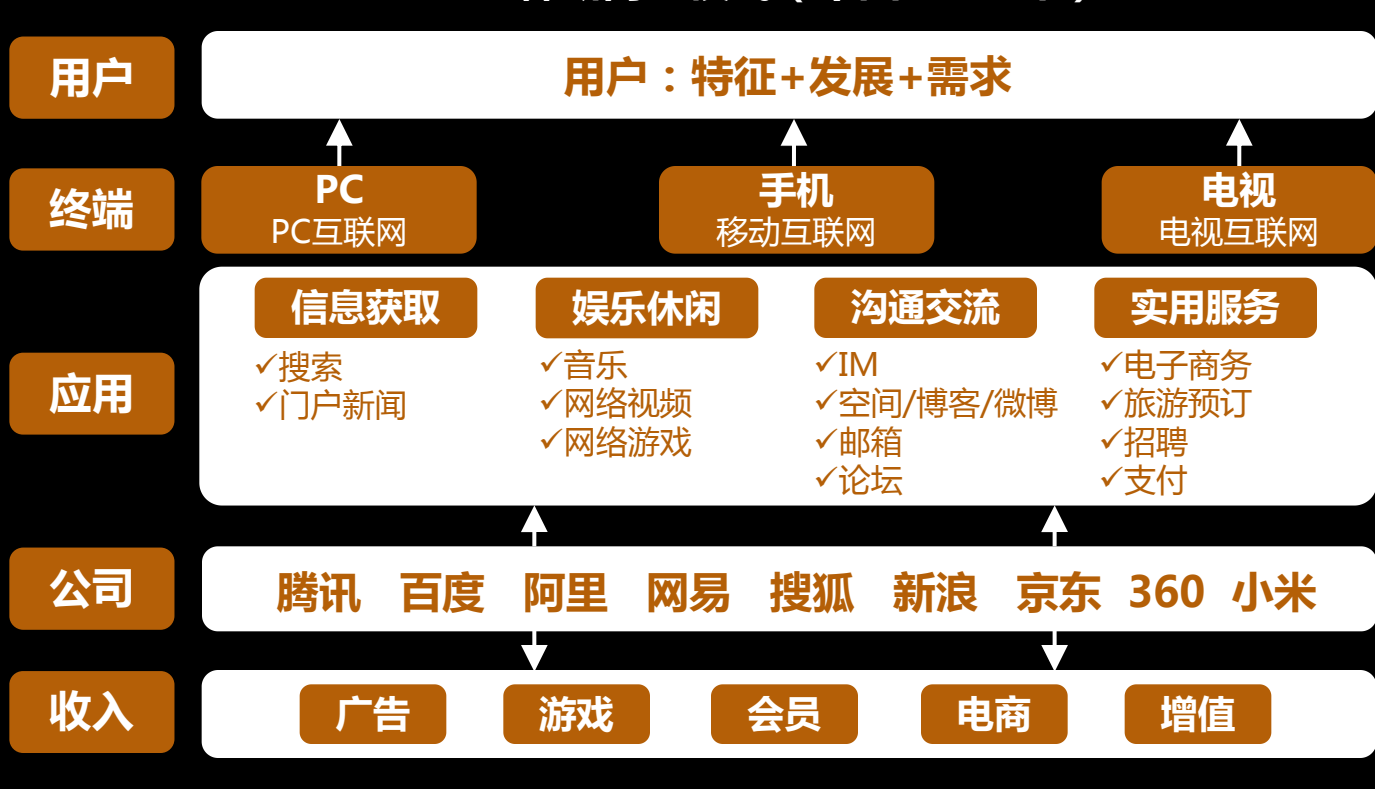 用户
用户：特征+发展+需求
终端
PC
PC互联网
手机
移动互联网
电视
电视互联网
应用
信息获取
✓搜索
✓门户新闻
娱乐休闲
✓音乐
✓网络视频
✓网络游戏
沟通交流
✓IM
✓空间/博客/微博
✓邮箱
✓论坛
实用服务
✓电子商务
✓旅游预订
✓招聘
✓支付
公司
腾讯 百度 阿里 网易 搜狐 新浪 京东 360 小米
收入
广告 游戏 会员 电商 增值